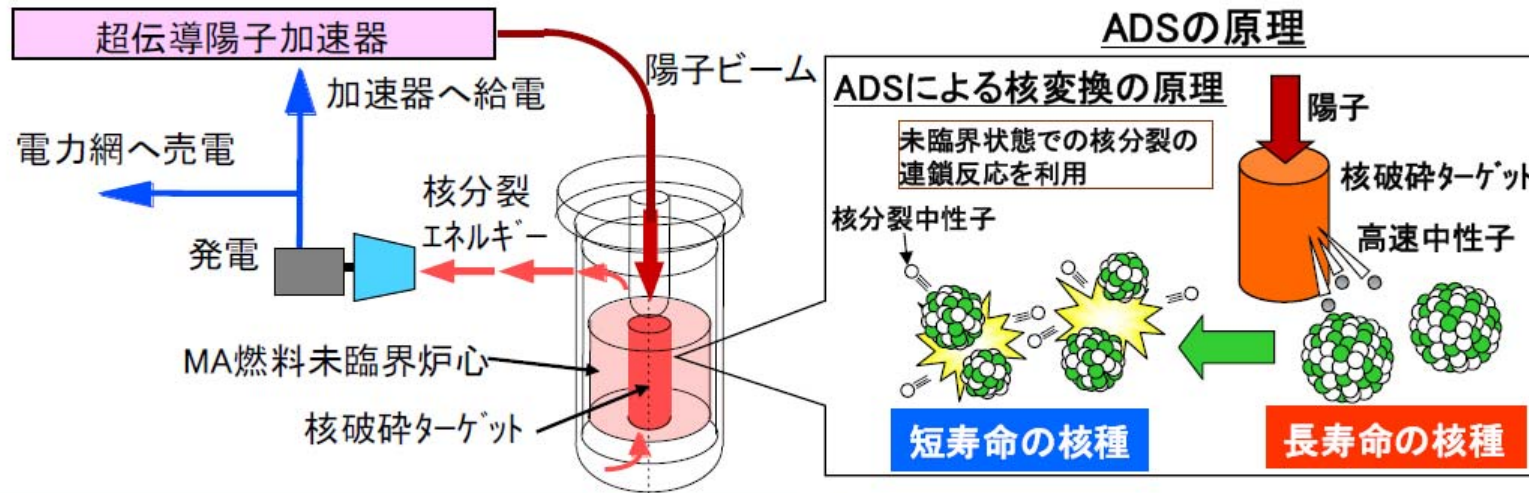 超伝導陽子加速器
陽子ビーム
加速器へ給電
電力網へ売電
核分裂
エネルギー
発電
MA燃料未臨界炉心
核破砕ターゲット
ADSの原理
ADSによる核変換の原理
未臨界状態での核分裂の
連鎖反応を利用
陽子
核破砕ターゲット
核分裂中性子
高速中性子
短寿命の核種
長寿命の核種